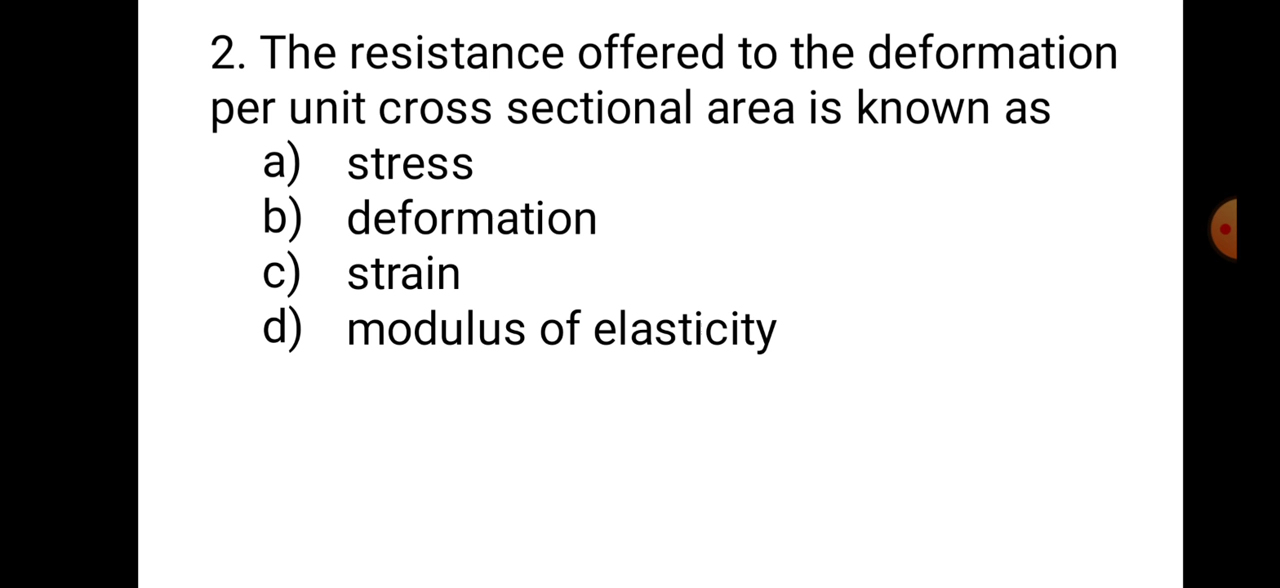 2. The resistance offered to the deformation
per unit cross sectional area is known as
a) stress
b) deformation
c) strain
d) modulus of elasticity